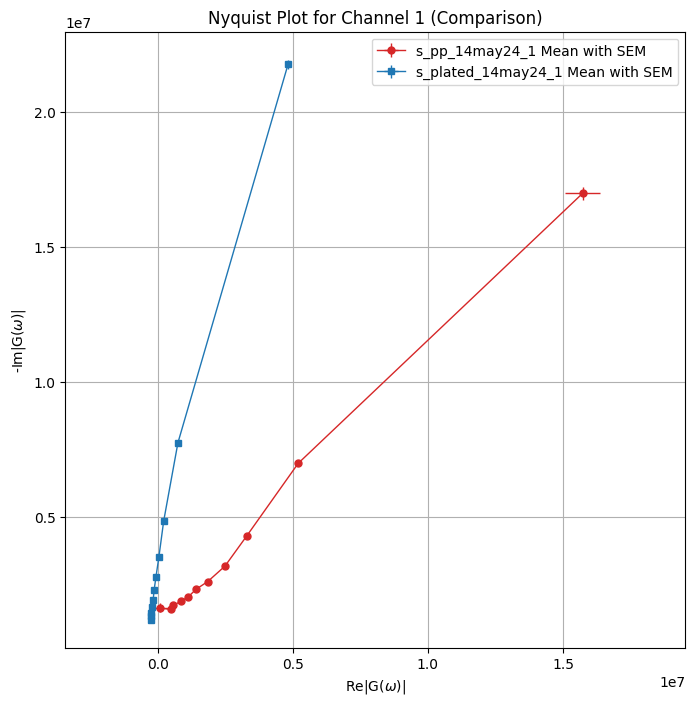 Nyquist Plot for Channel 1 (Comparison)
1e7
s_pp_14may24_1 Mean with SEM
s_plated_14may24_1 Mean with SEM
2.0
1.5
1.0
0.5
-Im|G(ω)|
0.0 0.5 1.0 1.5
1e7
Re|G(ω)|